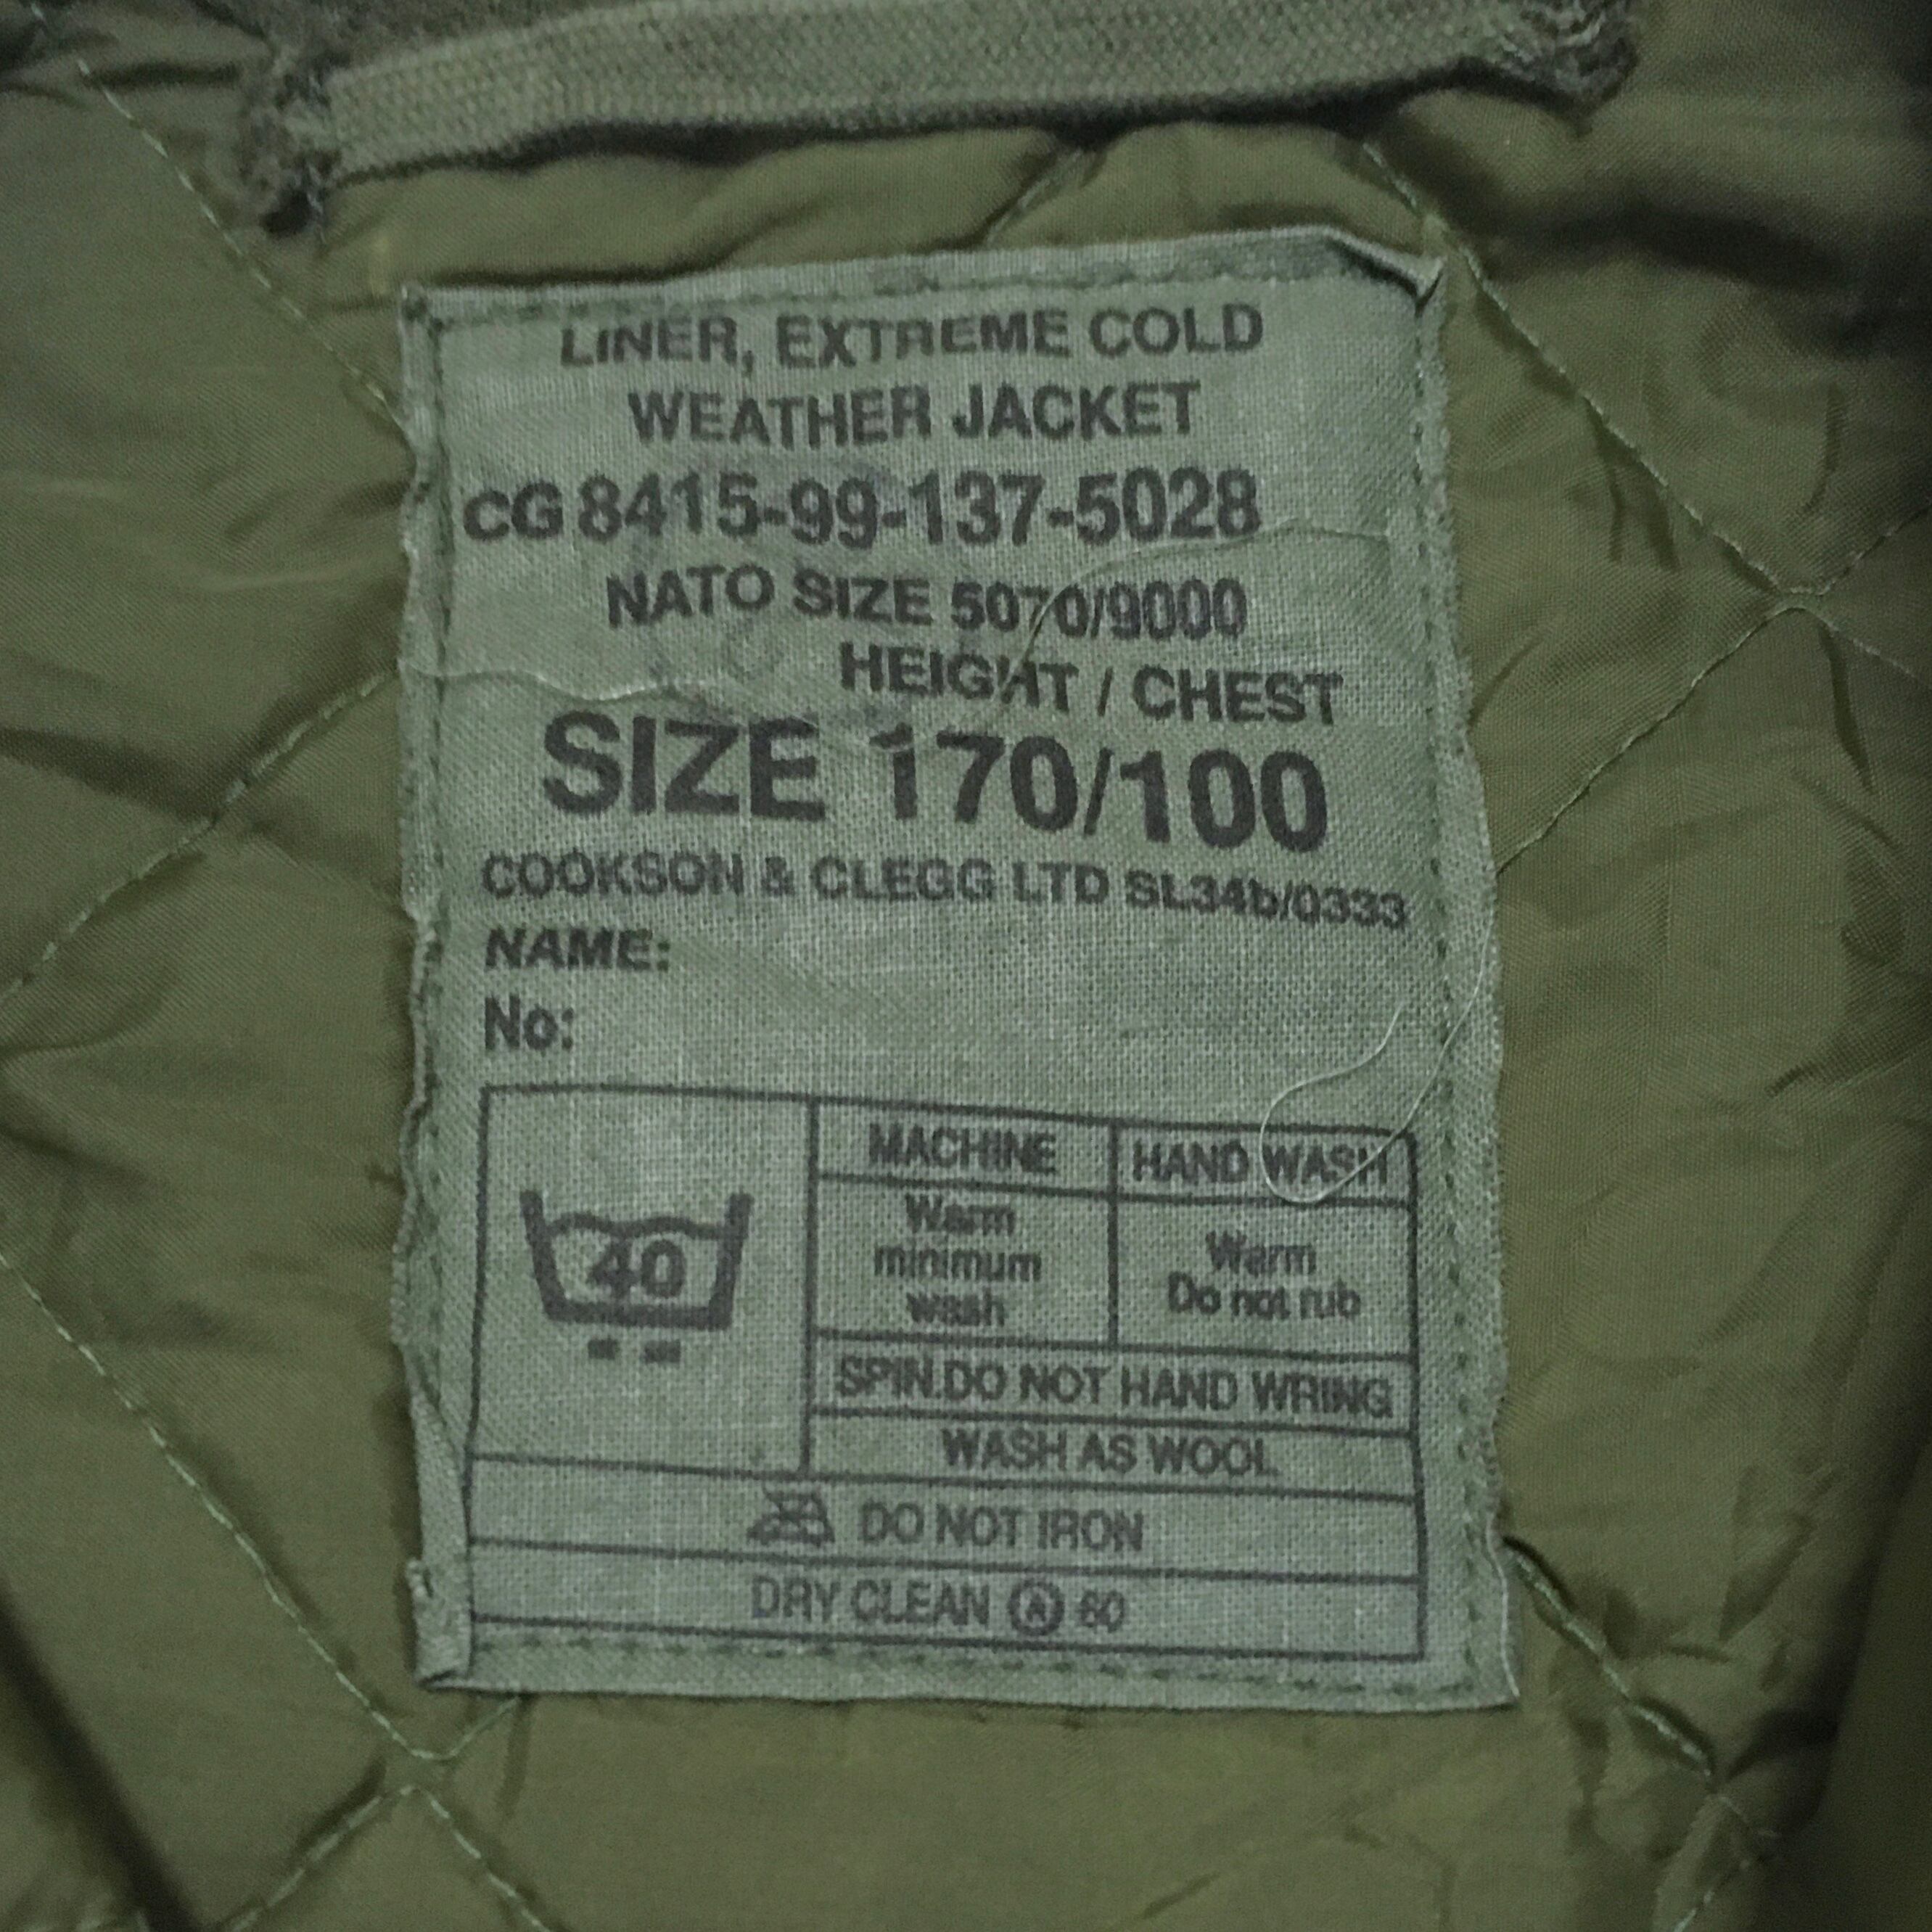 LINER, EXTREME COLD
WEATHER JACKET
CG 8415-99-137-5028
NATO SIZE 5070/9000
HEIGHT / CHEST
SIZE 170/100
COOKSON & CLEGG LTD SL34b/0333
NAME:
No:
40
MACHINE
HAND WASH
Warm
minimum
wash
Warm
Do not rub
SPIN.DO NOT HAND WRING
WASH AS WOOL
DO NOT IRON
DRY CLEAN Ⓐ 60